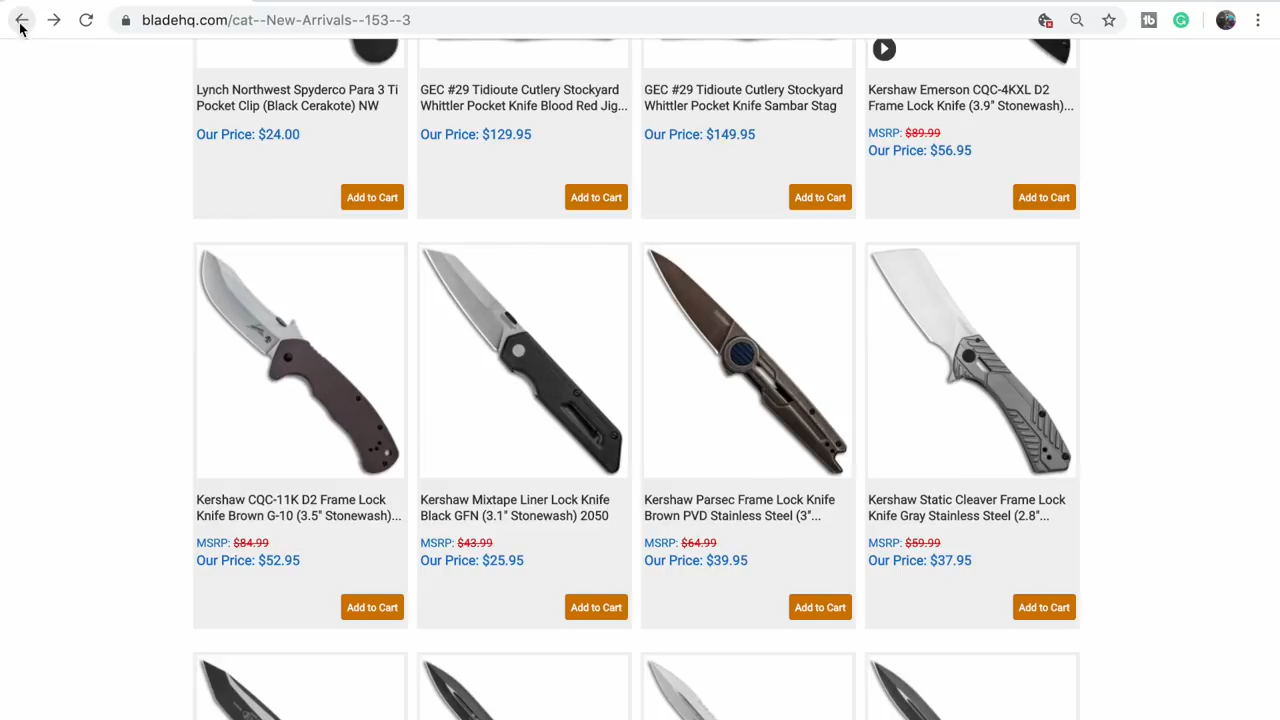 bladehq.com/cat--New-Arrivals--153--3
Lynch Northwest Spyderco Para 3 Ti
Pocket Clip (Black Cerakote) NW
Our Price: $24.00
Add to Cart
GEC #29 Tidioute Cutlery Stockyard
Whittler Pocket Knife Blood Red Jig...
Our Price: $129.95
Add to Cart
GEC #29 Tidioute Cutlery Stockyard
Whittler Pocket Knife Sambar Stag
Our Price: $149.95
Add to Cart
Kershaw Emerson CQC-4KXL D2
Frame Lock Knife (3.9" Stonewash)...
MSRP: $89.99
Our Price: $56.95
Add to Cart
Kershaw CQC-11K D2 Frame Lock
Knife Brown G-10 (3.5" Stonewash)...
MSRP: $84.99
Our Price: $52.95
Add to Cart
Kershaw Mixtape Liner Lock Knife
Black GFN (3.1" Stonewash) 2050
MSRP: $43.99
Our Price: $25.95
Add to Cart
Kershaw Parsec Frame Lock Knife
Brown PVD Stainless Steel (3"...
MSRP: $64.99
Our Price: $39.95
Add to Cart
Kershaw Static Cleaver Frame Lock
Knife Gray Stainless Steel (2.8"...
MSRP: $59.99
Our Price: $37.95
Add to Cart